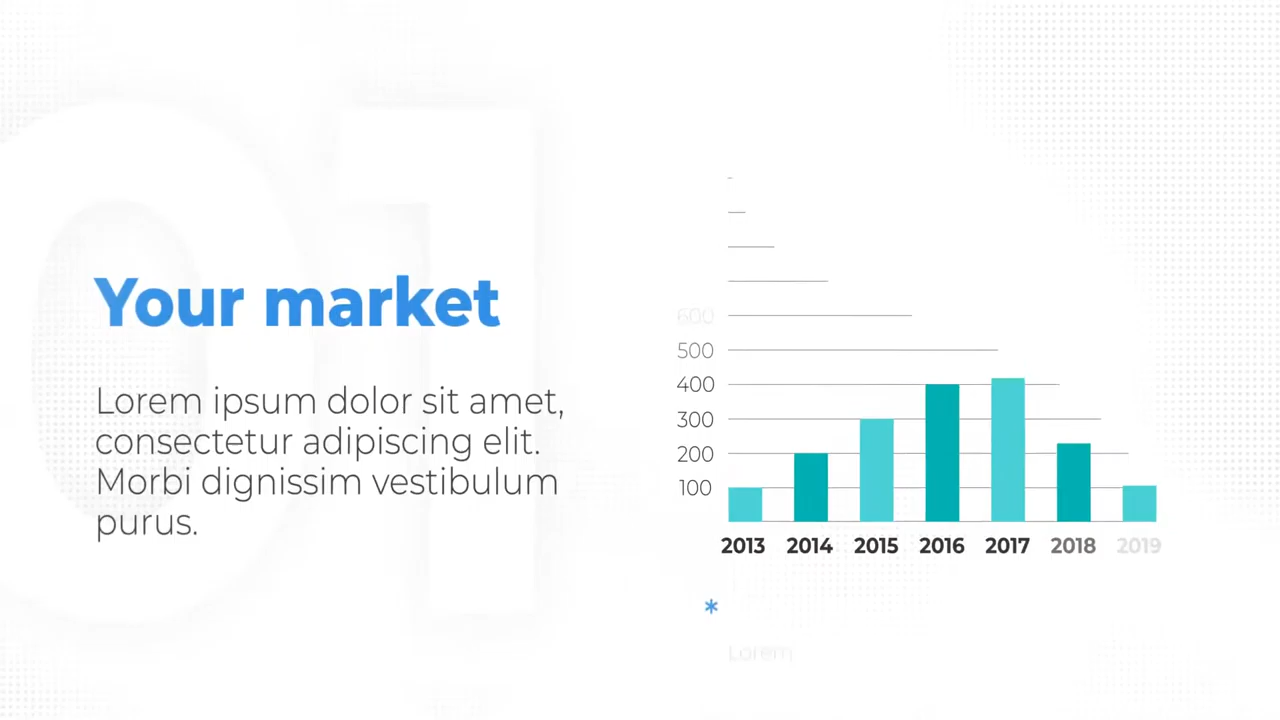 01
Your market
Lorem ipsum dolor sit amet,
consectetur adipiscing elit.
Morbi dignissim vestibulum
purus.
600
500
400
300
200
100
2013 2014 2015 2016 2017 2018 2019
*
Lorem